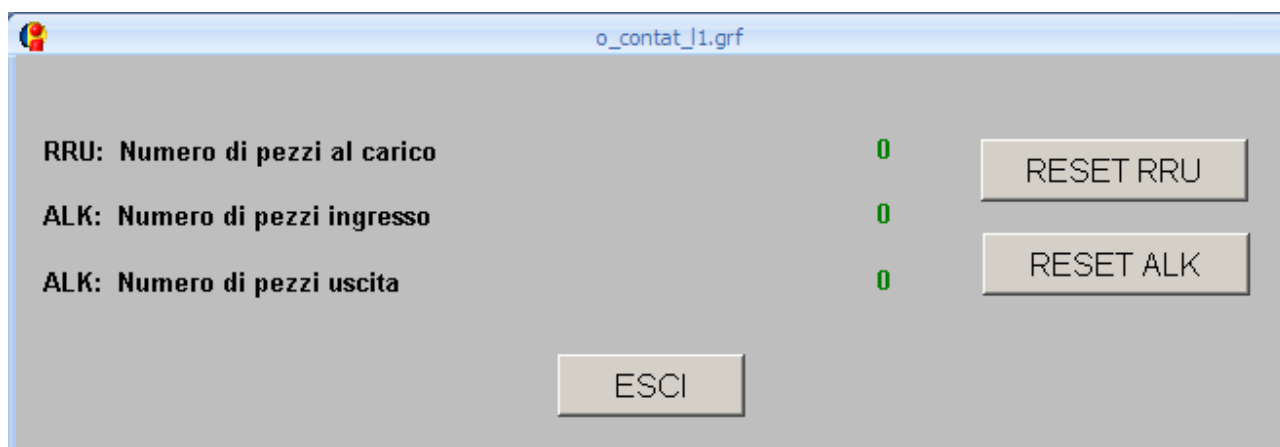 o_contat_l1.grf
RRU: Numero di pezzi al carico 0
RESET RRU
ALK: Numero di pezzi ingresso 0
ALK: Numero di pezzi uscita 0
RESET ALK
ESCI